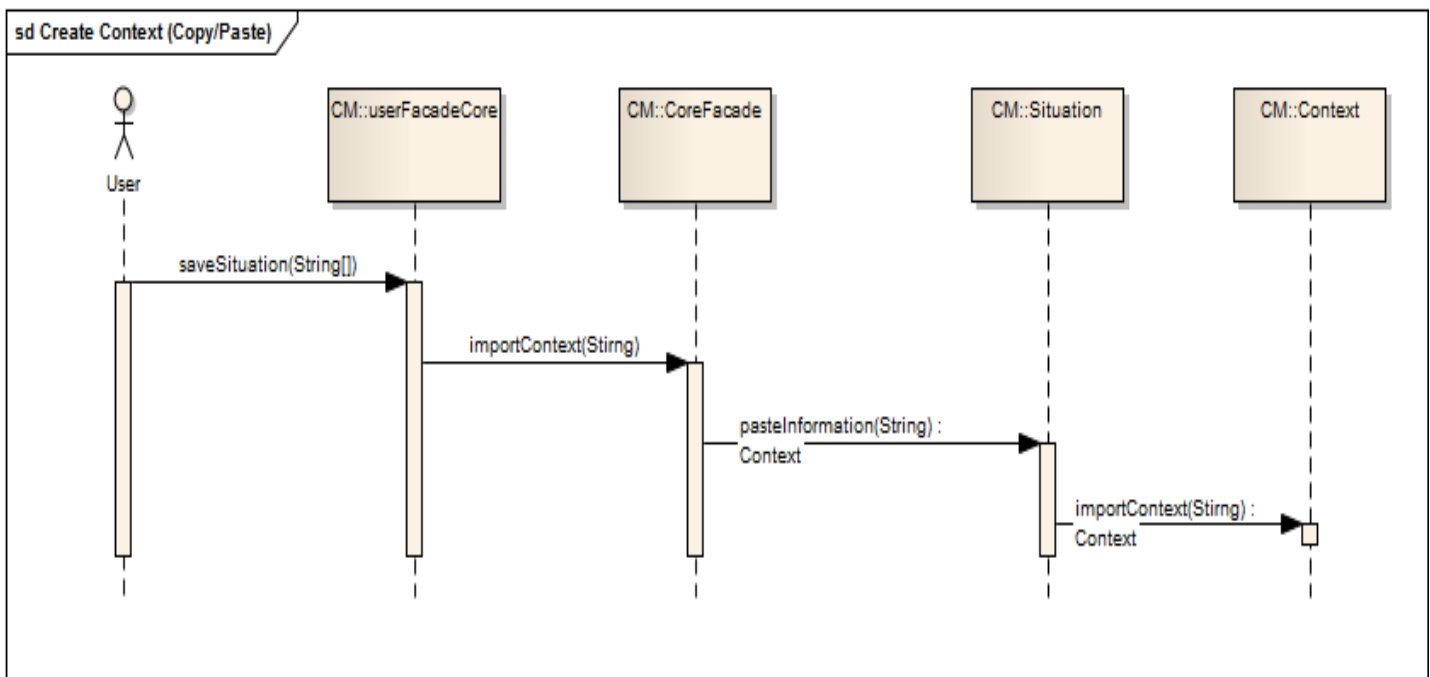 sd Create Context (Copy/Paste)
CM::userFacadeCore
CM::CoreFacade
CM::Situation
CM::Context
User
saveSituation(String[])
importContext(Stirng)
pasteInformation(String) :
Context
importContext(Stirng) :
Context